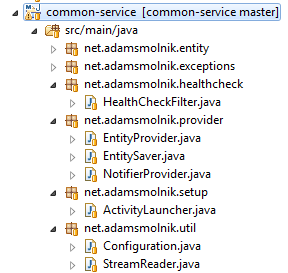 common-service [common-service master]
src/main/java
net.adamsmolnik.entity
net.adamsmolnik.exceptions
net.adamsmolnik.healthcheck
HealthCheckFilter.java
net.adamsmolnik.provider
EntityProvider.java
EntitySaver.java
NotifierProvider.java
net.adamsmolnik.setup
ActivityLauncher.java
net.adamsmolnik.util
Configuration.java
StreamReader.java